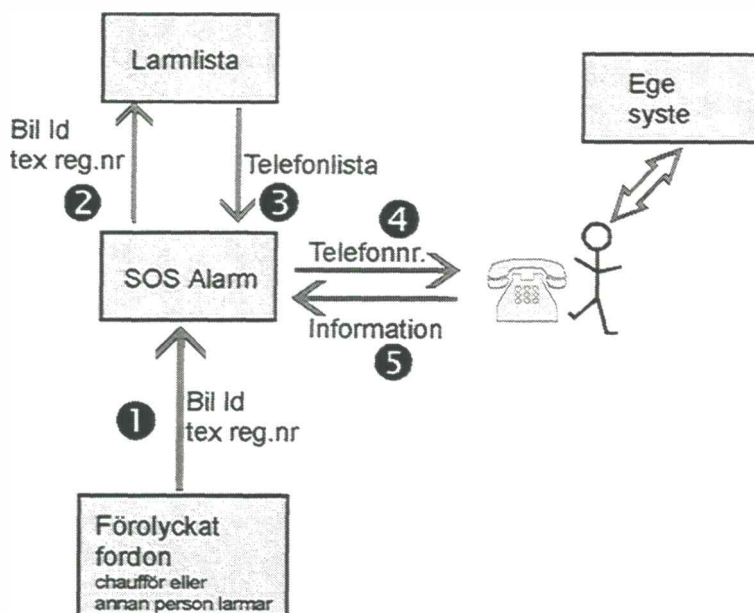 Larmlista
Ege
syste
Bil Id
tex reg.nr
2
Telefonlista
3
4
SOS Alarm
Telefonnr.
Information
5
1
Bil Id
tex reg.nr
Förolyckat
fordon
chaufför eller
annan person larmar